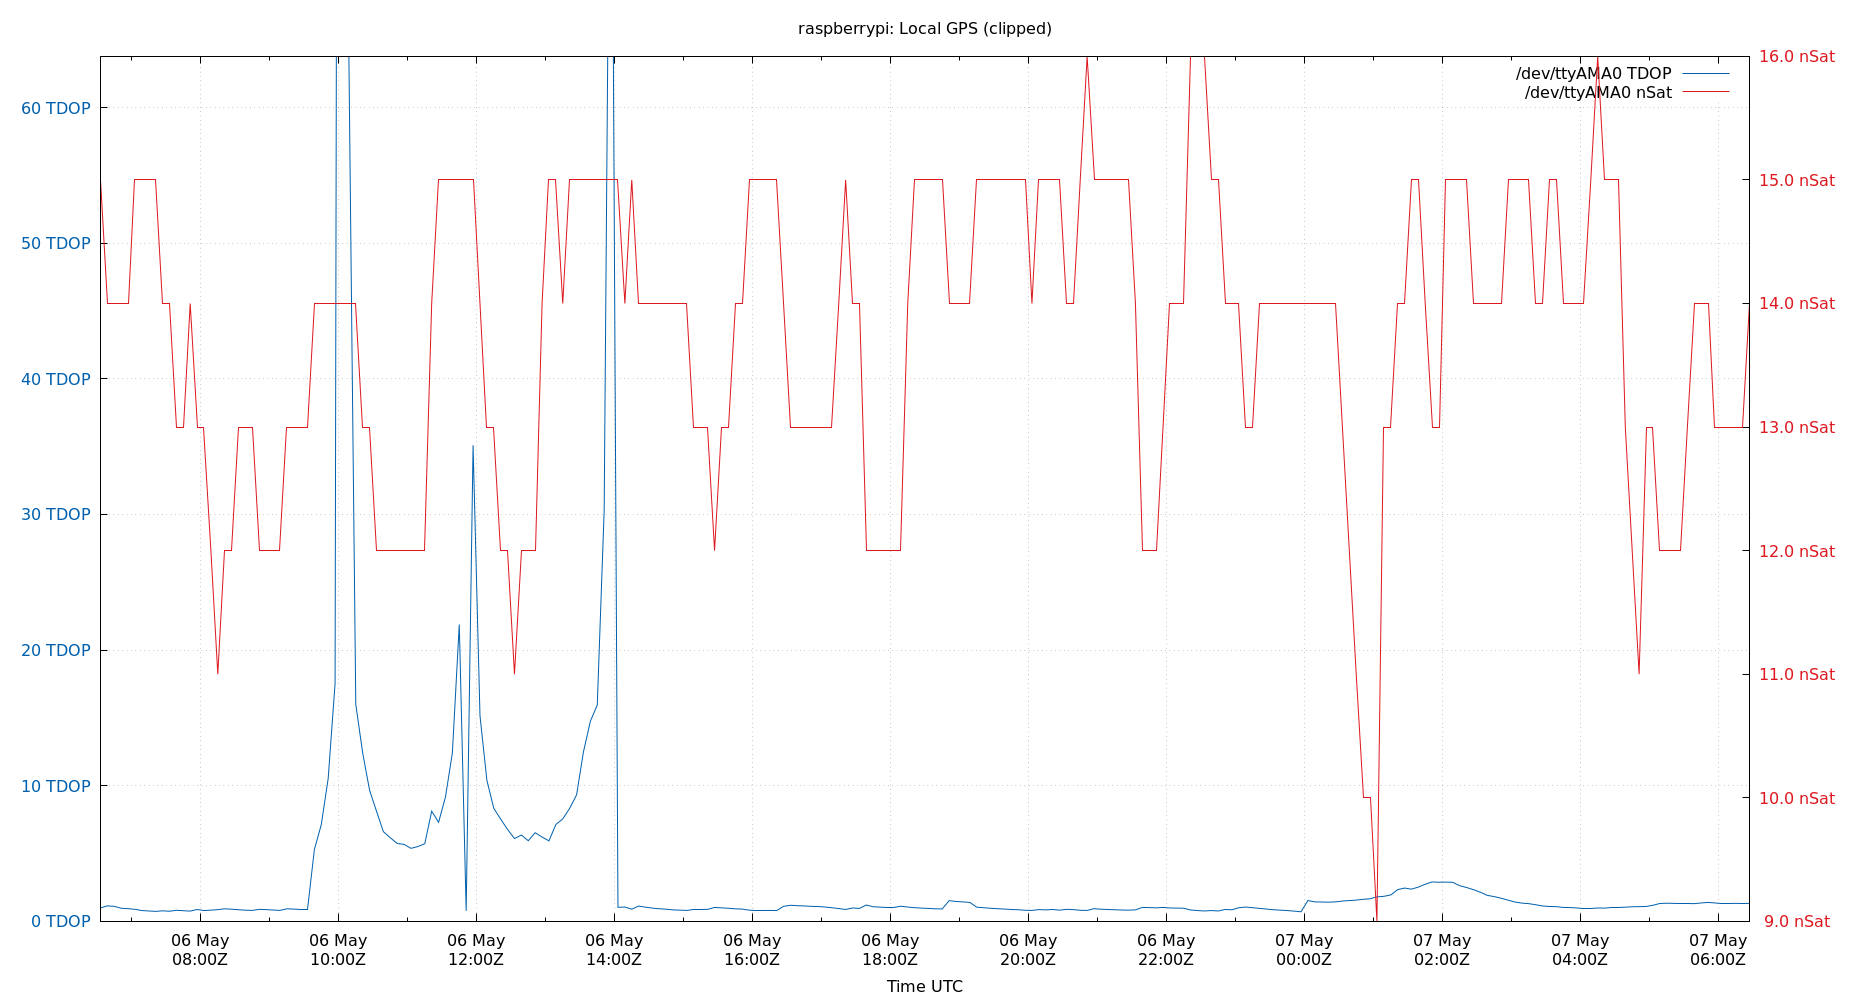 raspberrypi: Local GPS (clipped)
/dev/ttyAMA0 TDOP
/dev/ttyAMA0 nSat
60 TDOP
50 TDOP
40 TDOP
30 TDOP
20 TDOP
10 TDOP
0 TDOP
16.0 nSat
15.0 nSat
14.0 nSat
13.0 nSat
12.0 nSat
11.0 nSat
10.0 nSat
9.0 nSat
06 May 06 May 06 May 06 May 06 May 06 May 06 May 06 May 07 May 07 May 07 May 07 May
08:00Z 10:00Z 12:00Z 14:00Z 16:00Z 18:00Z 20:00Z 22:00Z 00:00Z 02:00Z 04:00Z 06:00Z
Time UTC